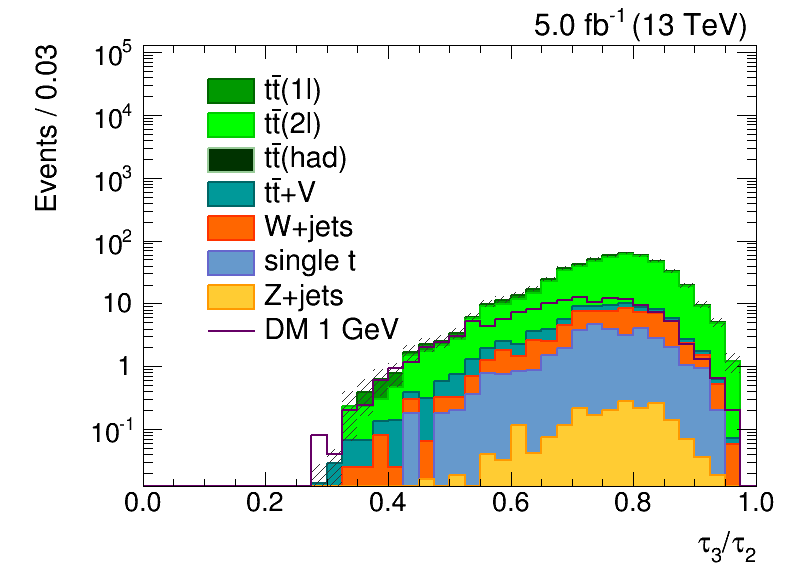 5.0 fb⁻¹ (13 TeV)
Events / 0.03
10⁵
10⁴
10³
10²
10
1
10⁻¹
tt̄(1l)
tt̄(2l)
tt̄(had)
tt̄+V
W+jets
single t
Z+jets
DM 1 GeV
0.0 0.2 0.4 0.6 0.8 1.0
τ₃/τ₂